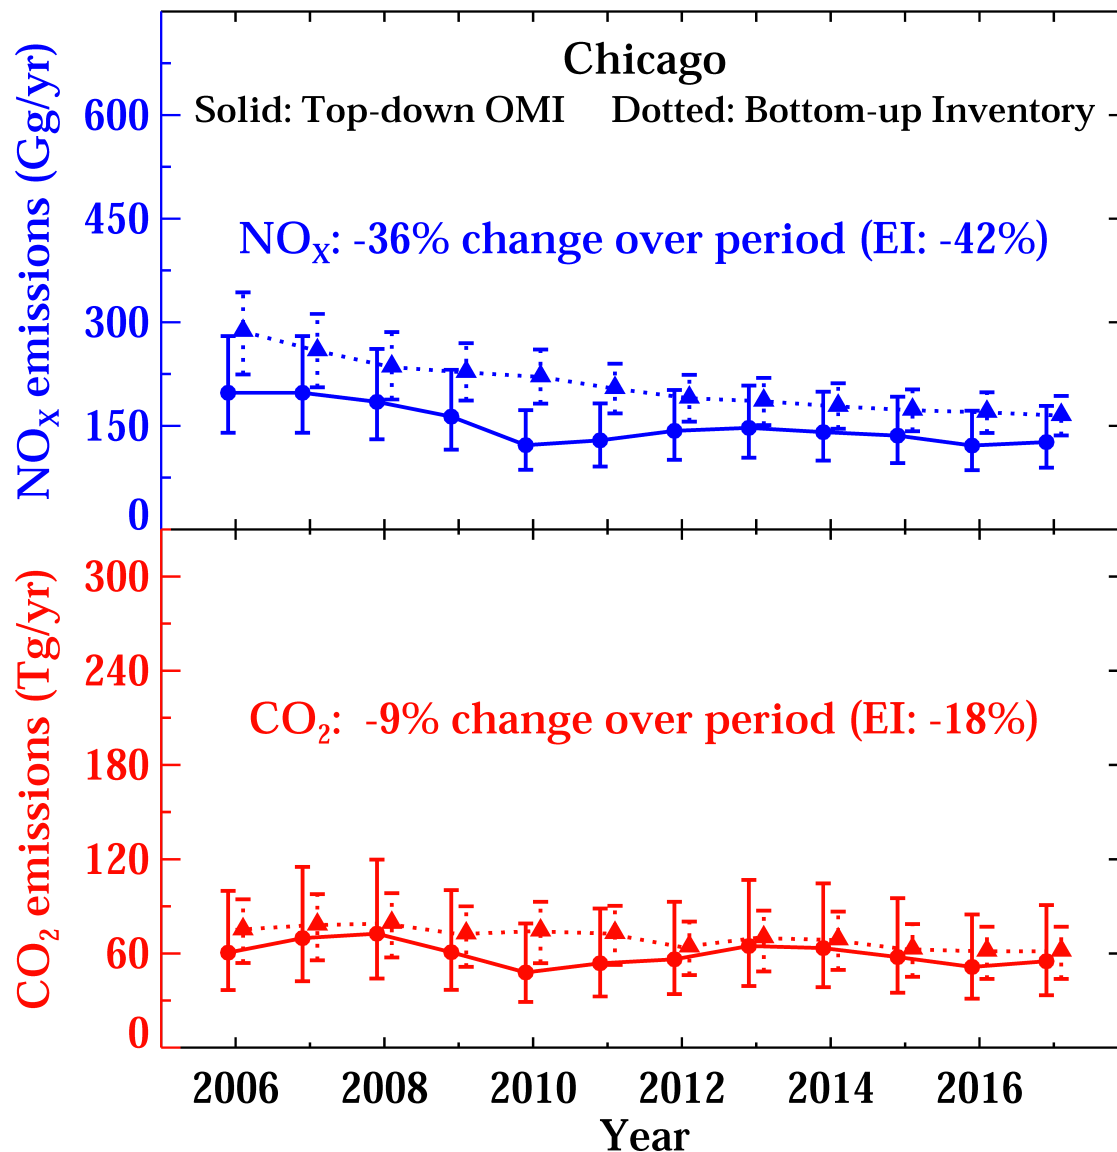 Chicago
Solid: Top-down OMI Dotted: Bottom-up Inventory
NOX emissions (Gg/yr)
600
450
300
150
0
NOX: -36% change over period (EI: -42%)
CO2 emissions (Tg/yr)
300
240
180
120
60
0
CO2: -9% change over period (EI: -18%)
2006 2008 2010 2012 2014 2016
Year